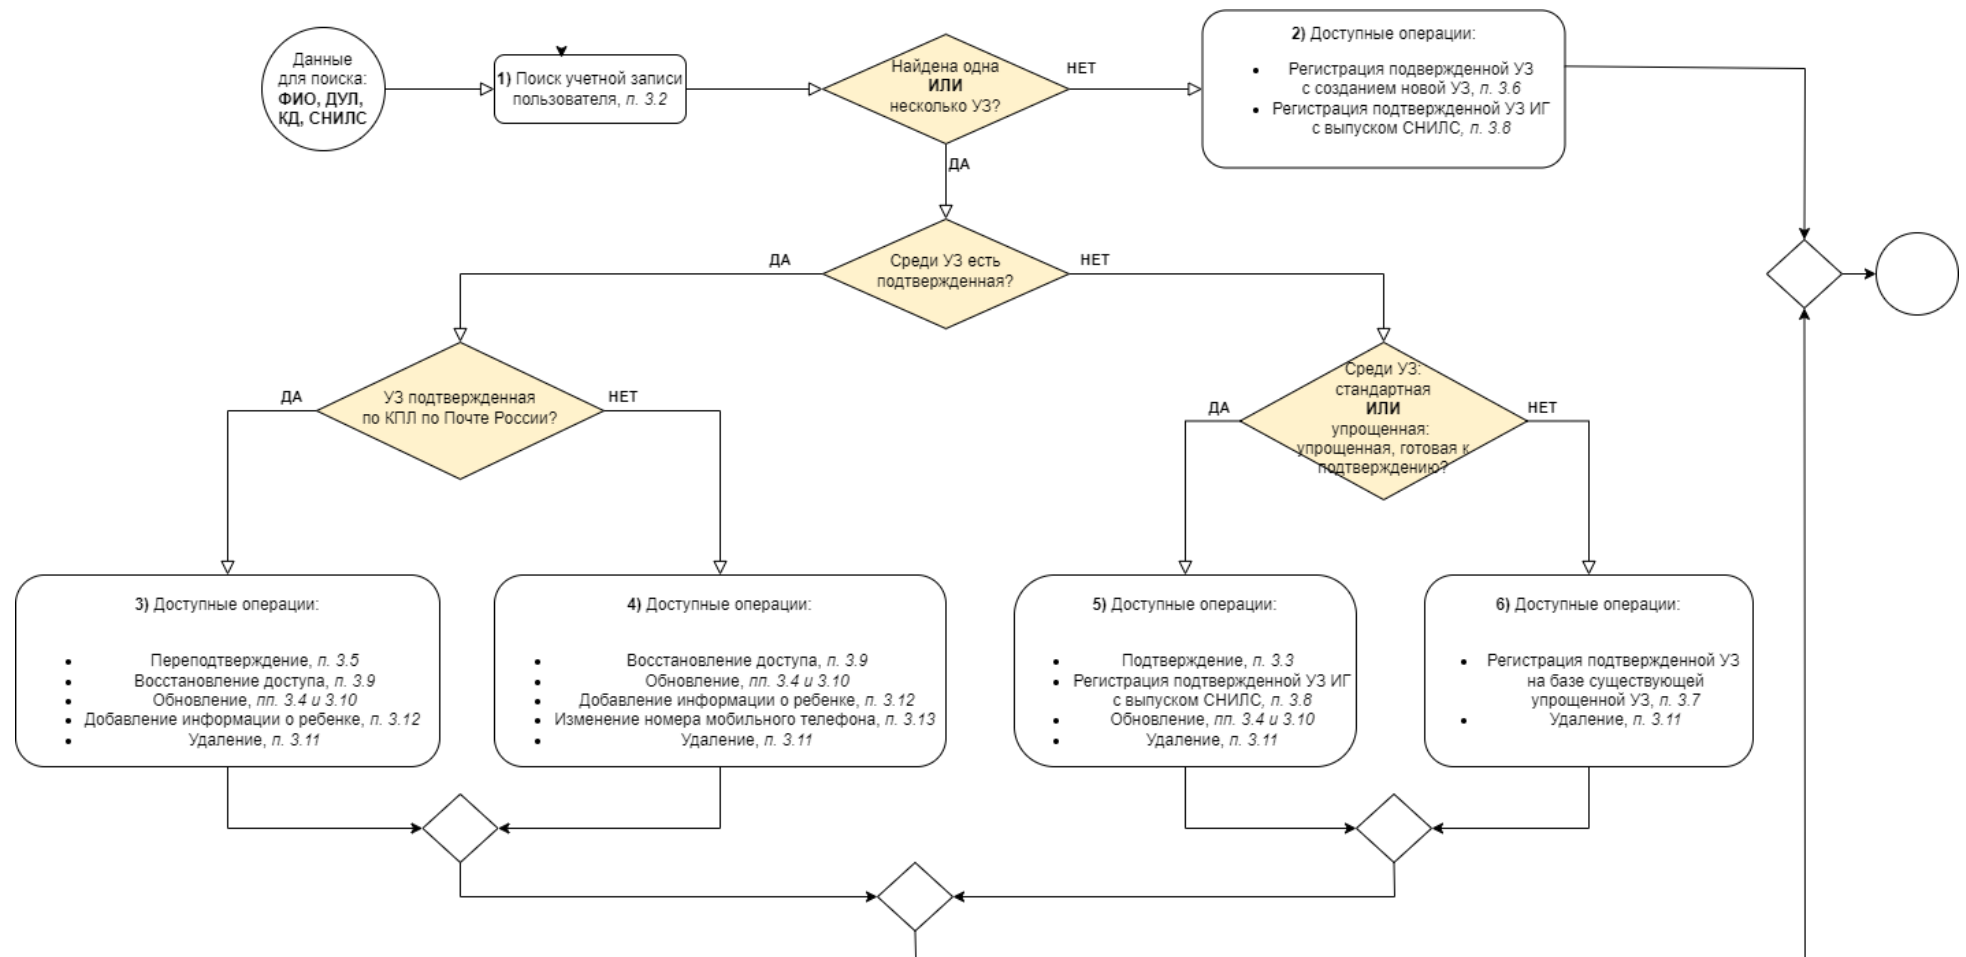 Данные
для поиска:
ФИО, ДУЛ,
КД, СНИЛС
1) Поиск учетной записи
пользователя, п. 3.2
Найдена одна
ИЛИ
несколько УЗ?
НЕТ
ДА
2) Доступные операции:
• Регистрация подвержденной УЗ
с созданием новой УЗ, п. 3.6
• Регистрация подтвержденной УЗ ИГ
с выпуском СНИЛС, п. 3.8
Среди УЗ есть
подтвержденная?
ДА
НЕТ
УЗ подтвержденная
по КПЛ по Почте России?
ДА
НЕТ
Среди УЗ:
стандартная
ИЛИ
упрощенная:
упрощенная, готовая к
подтверждению?
ДА
НЕТ
3) Доступные операции:
• Переподтверждение, п. 3.5
• Восстановление доступа, п. 3.9
• Обновление, пп. 3.4 и 3.10
• Добавление информации о ребенке, п. 3.12
• Удаление, п. 3.11
4) Доступные операции:
• Восстановление доступа, п. 3.9
• Обновление, пп. 3.4 и 3.10
• Добавление информации о ребенке, п. 3.12
• Изменение номера мобильного телефона, п. 3.13
• Удаление, п. 3.11
5) Доступные операции:
• Подтверждение, п. 3.3
• Регистрация подтвержденной УЗ ИГ
с выпуском СНИЛС, п. 3.8
• Обновление, пп. 3.4 и 3.10
• Удаление, п. 3.11
6) Доступные операции:
• Регистрация подтвержденной УЗ
на базе существующей
упрощенной УЗ, п. 3.7
• Удаление, п. 3.11